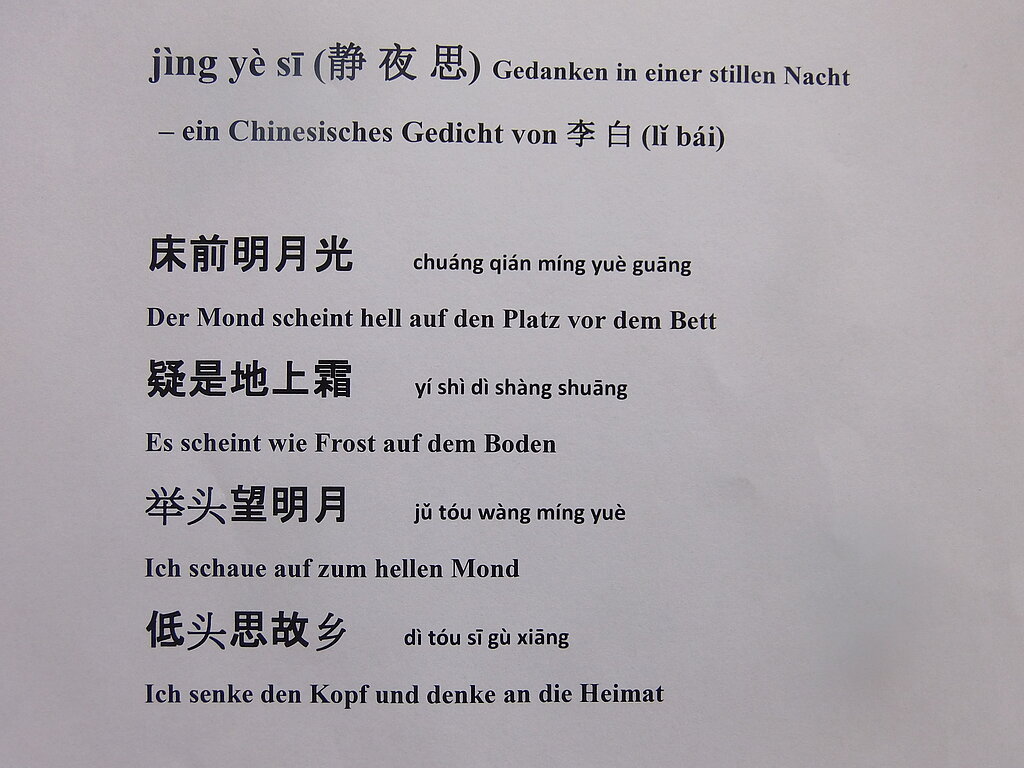 jìng yè sī (静 夜 思) Gedanken in einer stillen Nacht
– ein Chinesisches Gedicht von 李 白 (lǐ bái)
床前明月光 chuáng qián míng yuè guāng
Der Mond scheint hell auf den Platz vor dem Bett
疑是地上霜 yí shì dì shàng shuāng
Es scheint wie Frost auf dem Boden
举头望明月 jǔ tóu wàng míng yuè
Ich schaue auf zum hellen Mond
低头思故乡 dì tóu sī gù xiāng
Ich senke den Kopf und denke an die Heimat